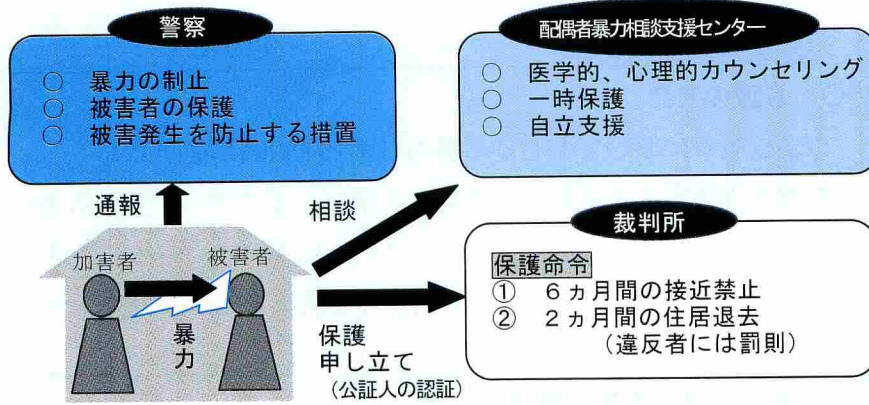 警察
○ 暴力の制止
○ 被害者の保護
○ 被害発生を防止する措置
配偶者暴力相談支援センター
○ 医学的、心理的カウンセリング
○ 一時保護
○ 自立支援
通報
相談
加害者
被害者
暴力
保護
申し立て
(公証人の認証)
裁判所
保護命令
① 6ヵ月間の接近禁止
② 2ヵ月間の住居退去
(違反者には罰則)